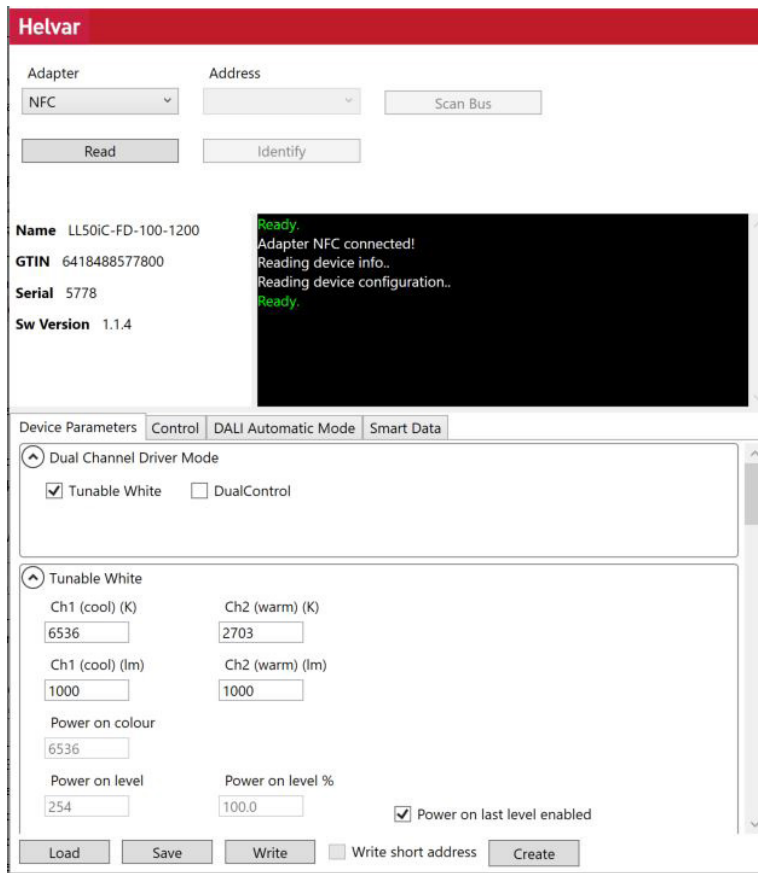 Helvar
Adapter Address
NFC Scan Bus
Read Identify
Name LL50iC-FD-100-1200
GTIN 6418488577800
Serial 5778
Sw Version 1.1.4
Ready.
Adapter NFC connected!
Reading device info..
Reading device configuration..
Ready.
Device Parameters Control DALI Automatic Mode Smart Data
Dual Channel Driver Mode
Tunable White DualControl
Tunable White
Ch1 (cool) (K) Ch2 (warm) (K)
6536 2703
Ch1 (cool) (lm) Ch2 (warm) (lm)
1000 1000
Power on colour
6536
Power on level Power on level %
254 100.0 Power on last level enabled
Load Save Write Write short address Create